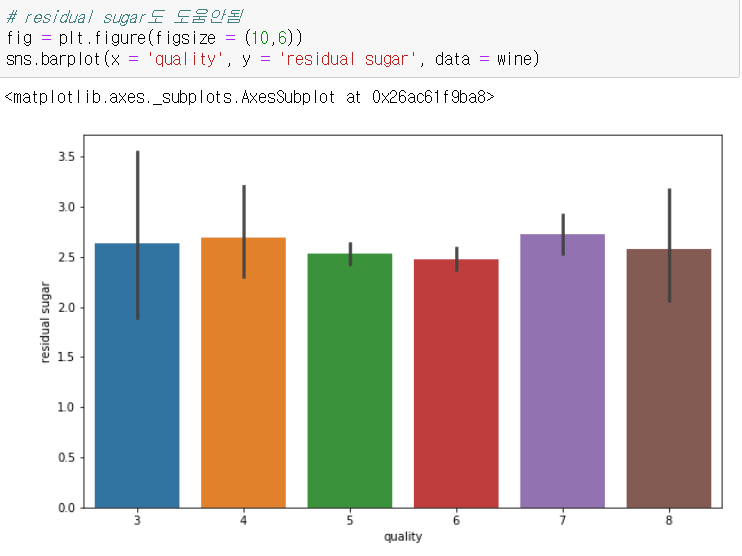 # residual sugar도 도움안됨
fig = plt.figure(figsize = (10,6))
sns.barplot(x = 'quality', y = 'residual sugar', data = wine)
<matplotlib.axes._subplots.AxesSubplot at 0x26ac61f9ba8>
3.5
3.0
2.5
2.0
1.5
1.0
0.5
0.0
residual sugar
3 4 5 6 7 8
quality